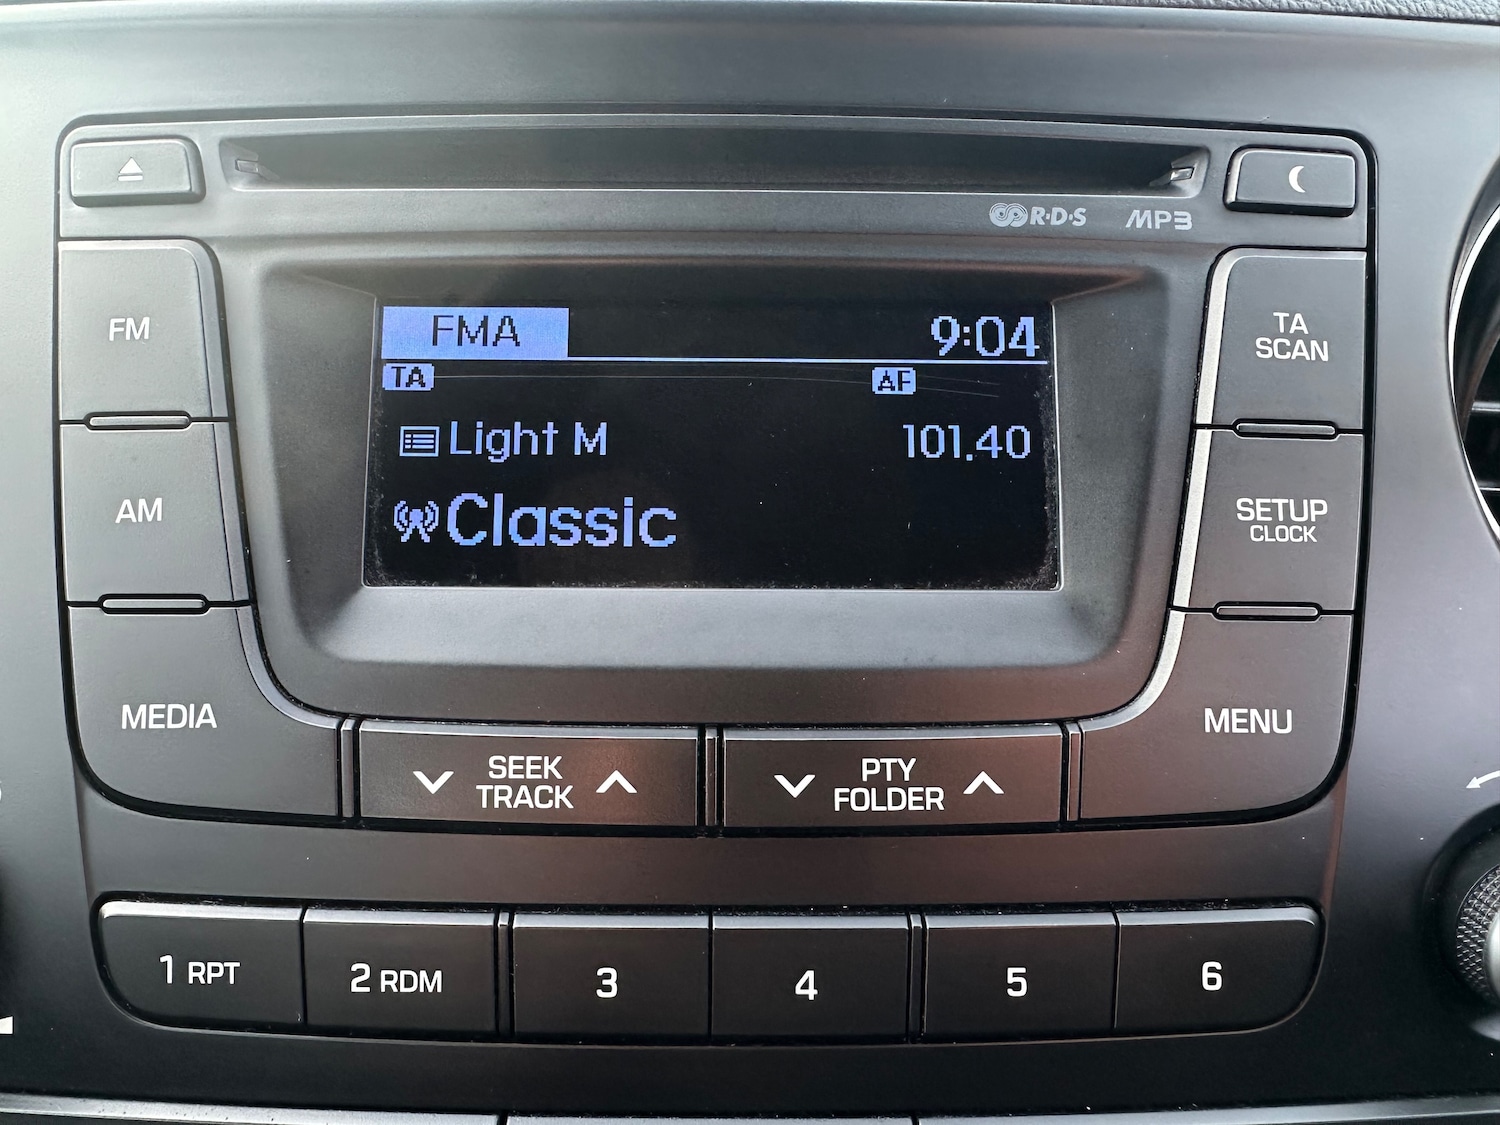 R·D·S MP3
FM
AM
MEDIA
FMA 9:04
TA AF
Light M 101.40
Classic
TA
SCAN
SETUP
CLOCK
MENU
SEEK
TRACK
PTY
FOLDER
1 RPT
2 RDM
3
4
5
6